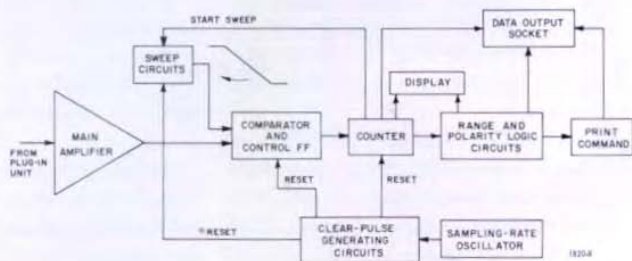 START SWEEP
DATA OUTPUT
SOCKET
SWEEP
CIRCUITS
DISPLAY
MAIN
AMPLIFIER
COMPARATOR
AND
CONTROL FF
COUNTER
RANGE AND
POLARITY LOGIC
CIRCUITS
PRINT
COMMAND
FROM
PLUG-IN
UNIT
RESET
RESET
RESET
CLEAR-PULSE
GENERATING
CIRCUITS
SAMPLING-RATE
OSCILLATOR